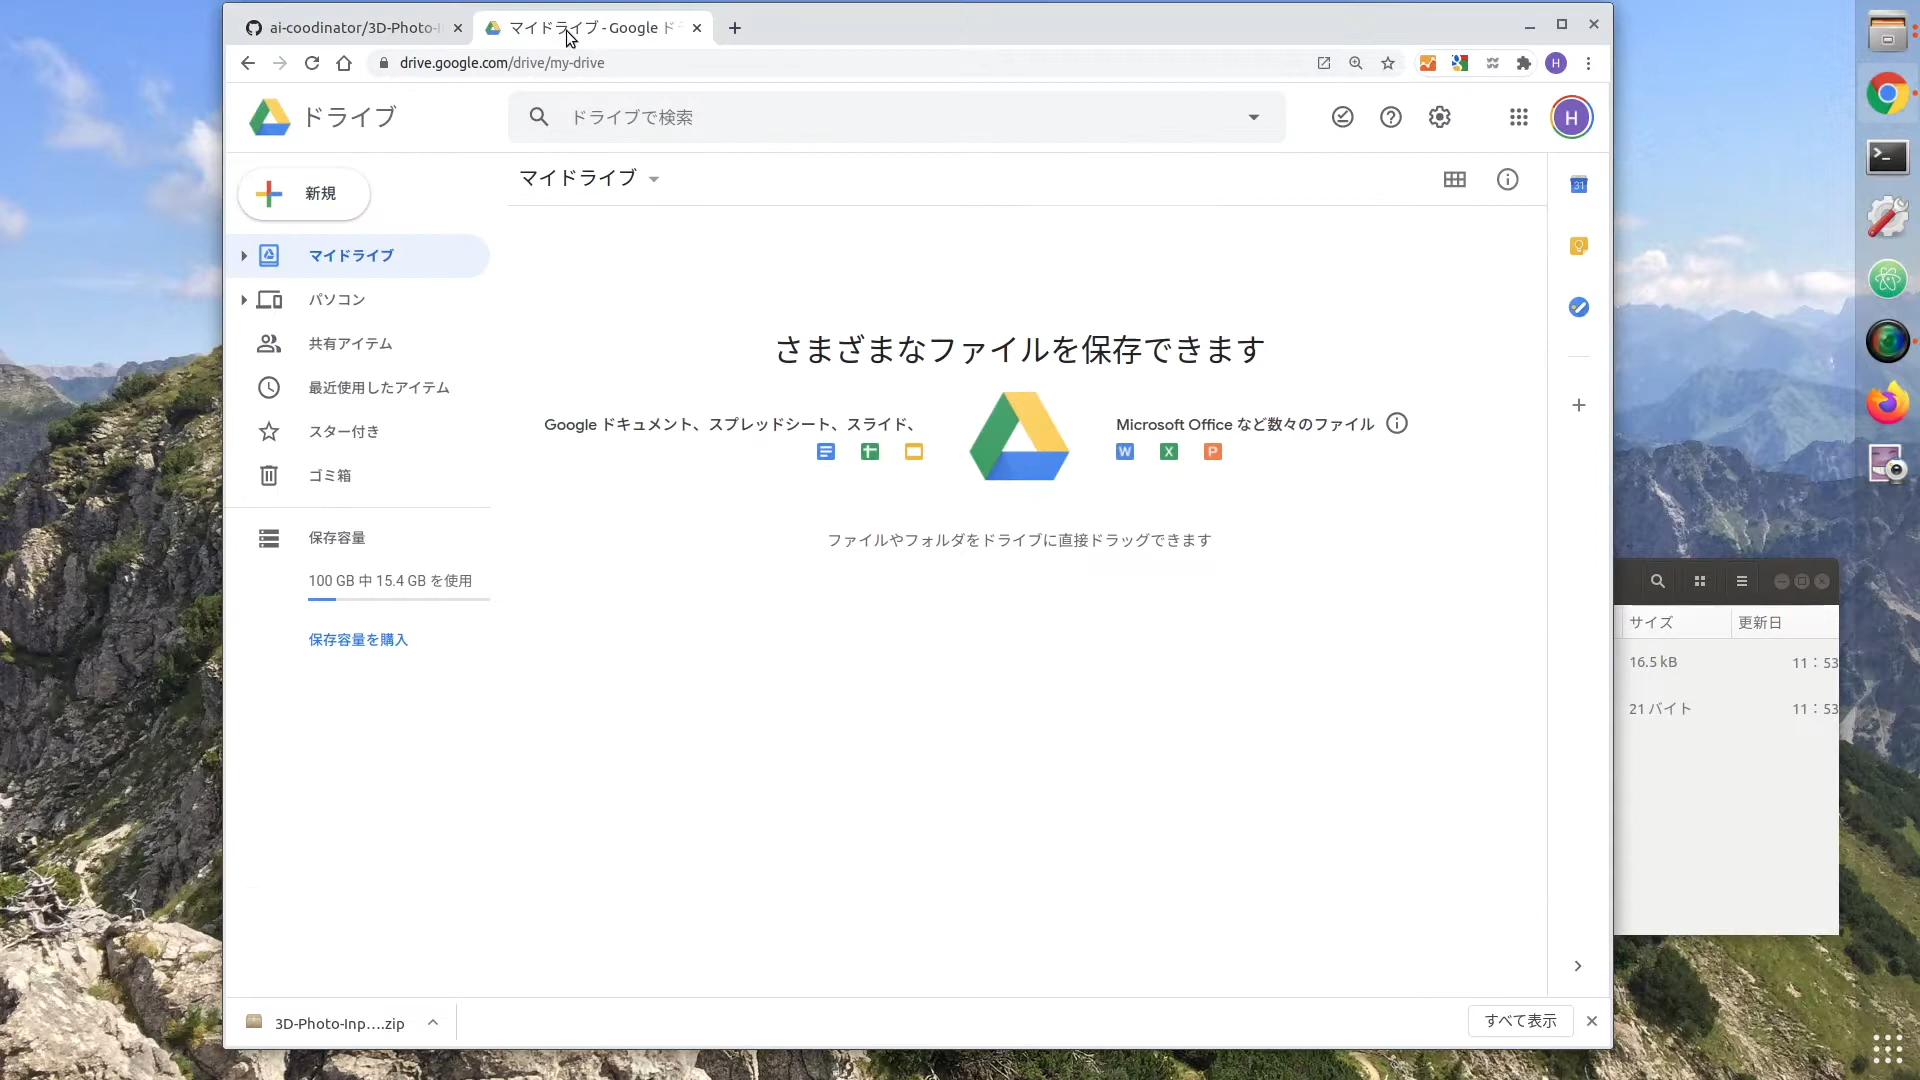 ai-coodinator/3D-Photo-I
マイドライブ - Google ド
drive.google.com/drive/my-drive
H
ドライブ
ドライブで検索
H
新規
マイドライブ
31
マイドライブ
パソコン
共有アイテム
最近使用したアイテム
スター付き
ゴミ箱
さまざまなファイルを保存できます
Google ドキュメント、スプレッドシート、スライド、
Microsoft Office など数々のファイル
W X P
ファイルやフォルダをドライブに直接ドラッグできます
保存容量
100 GB 中 15.4 GB を使用
保存容量を購入
サイズ 更新日
16.5 kB 11：53
21 バイト 11：53
3D-Photo-Inp....zip
すべて表示